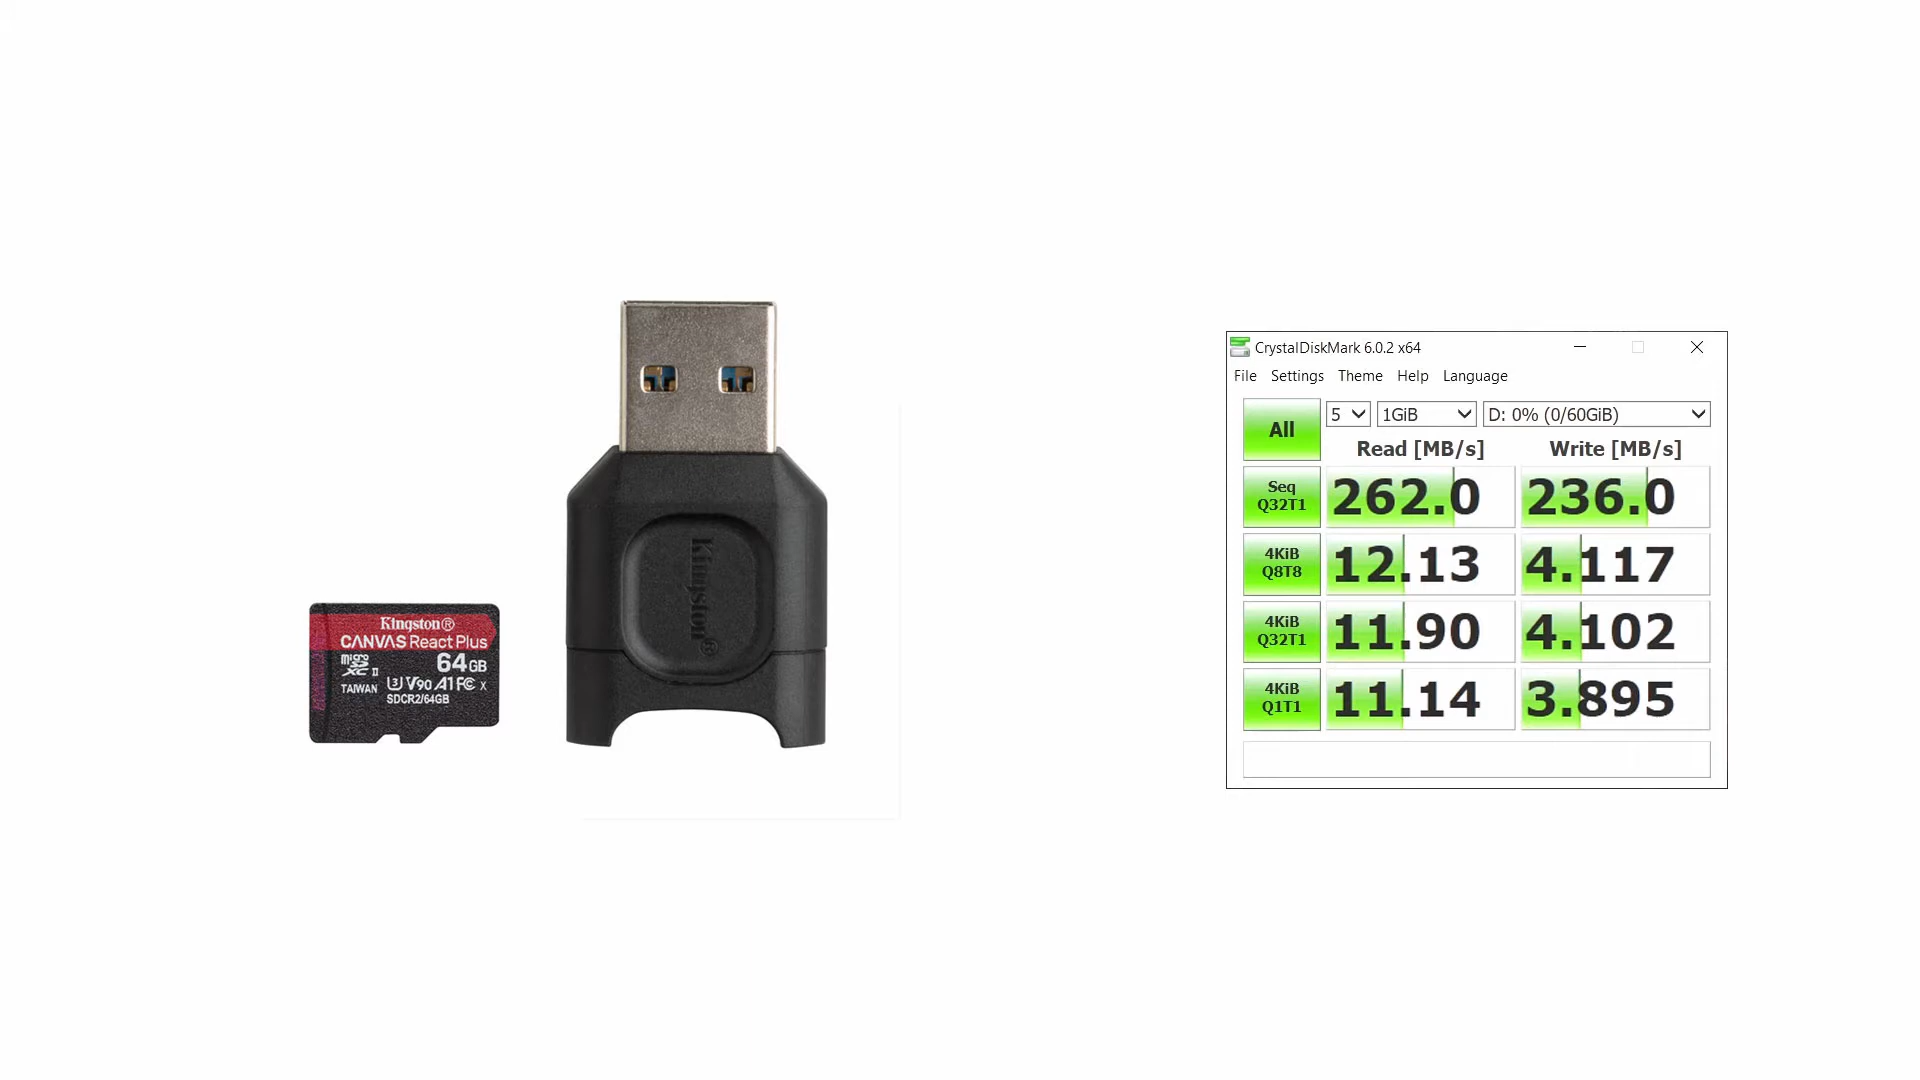 Kingston®
CANVAS React Plus
micro SD XC II
64GB
TAIWAN
U3 V90 A1 FC X
SDCR2/64GB
Kingston®
CrystalDiskMark 6.0.2 x64
File Settings Theme Help Language
All 5 1GiB D: 0% (0/60GiB)
Read [MB/s] Write [MB/s]
Seq
Q32T1
262.0 236.0
4KiB
Q8T8
12.13 4.117
4KiB
Q32T1
11.90 4.102
4KiB
Q1T1
11.14 3.895